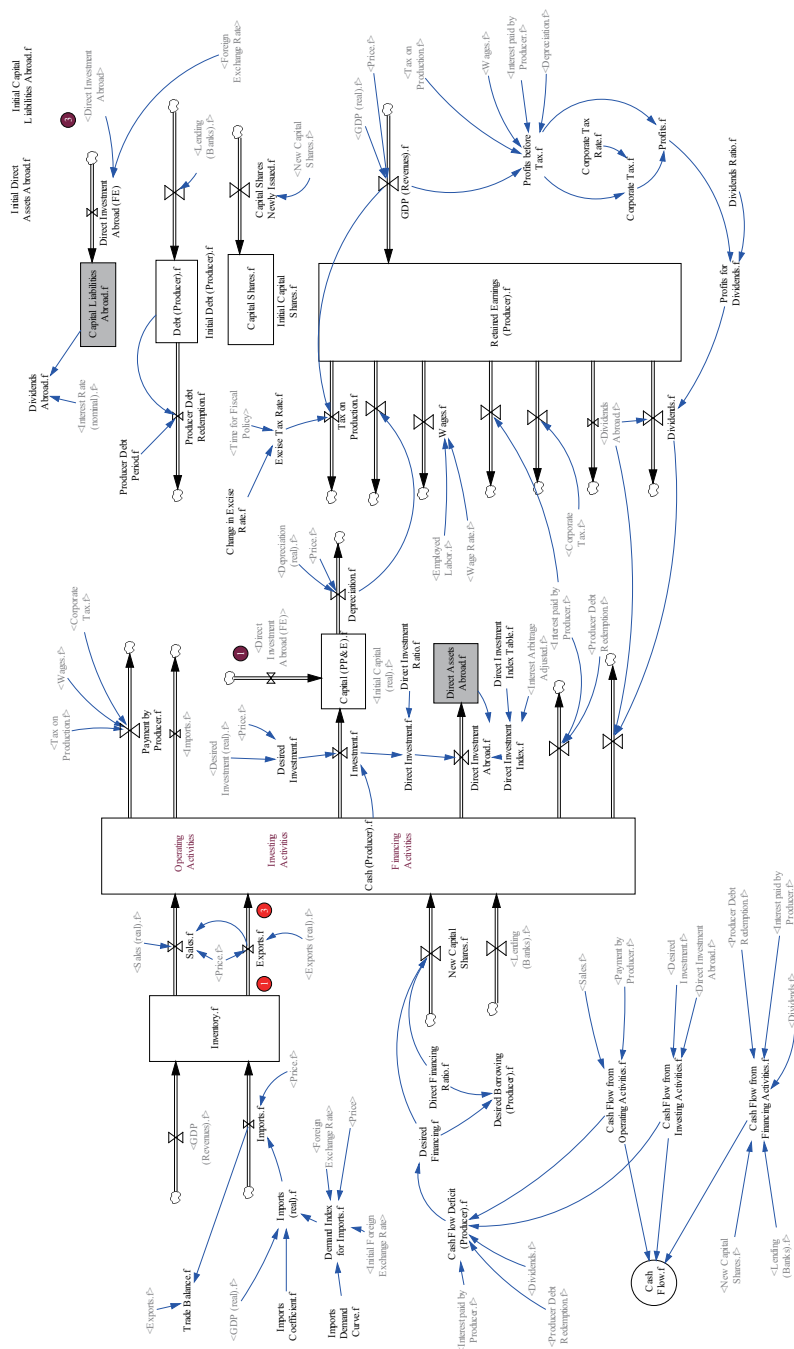 <Exports.f>
Trade Balance.f
<GDP (real).f>
Imports
Coefficient.f
Imports
(real).f
Imports
Demand
Curve.f
Demand Index
for Imports.f
<Foreign
Exchange Rate>
<Price>
<Initial Foreign
Exchange Rate>
<GDP
(Revenues).f>
Imports.f
<Price.f>
Inventory.f
<Sales (real).f>
Sales.f
<Price.f>
Exports.f
<Exports (real).f>
1
3
<Interest paid by
Producer.f>
Cash Flow Deficit
(Producer).f
<Dividends.f>
<Producer Debt
Redemption.f>
Desired
Financing.f
Direct Financing
Ratio.f
Desired Borrowing
(Producer).f
New Capital
Shares.f
<Lending
(Banks).f>
Cash
Flow.f
Cash Flow from
Operating Activities.f
<Sales.f>
<Payment by
Producer.f>
Cash Flow from
Investing Activities.f
<Desired
Investment.f>
<Direct Investment
Abroad.f>
<New Capital
Shares.f>
<Lending
(Banks).f>
Cash Flow from
Financing Activities.f
<Producer Debt
Redemption.f>
<Interest paid by
Producer.f>
<Dividends.f>
Operating
Activities
Investing
Activities
Cash (Producer).f
Financing
Activities
<Tax on
Production.f>
<Wages.f>
<Corporate
Tax.f>
Payment by
Producer.f
<Imports.f>
<Desired
Investment (real).f>
<Price.f>
Desired
Investment.f
Investment.f
1
<Direct
Investment
Abroad (FE)>
Capital (PP&E).f
<Initial Capital
(real).f>
<Depreciation
(real).f>
<Price.f>
Depreciation.f
Direct Investment.f
Direct Investment
Ratio.f
Direct Investment
Abroad.f
Direct Assets
Abroad.f
Direct Investment
Index.f
Direct Investment
Index Table.f
<Interest Arbitrage
Adjusted.f>
<Interest paid by
Producer.f>
<Producer Debt
Redemption.f>
Dividends
Abroad.f
<Interest Rate
(nominal).f>
Capital Liabilities
Abroad.f
Direct Investment
Abroad (FE).f
3
<Direct Investment
Abroad>
<Foreign
Exchange Rate>
Initial Direct
Assets Abroad.f
Initial Capital
Liabilities Abroad.f
Producer Debt
Period.f
Producer Debt
Redemption.f
Debt (Producer).f
Initial Debt (Producer).f
<Lending
(Banks).f>
Capital Shares.f
Initial Capital
Shares.f
Capital Shares
Newly Issued.f
<New Capital
Shares.f>
Change in Excise
Rate.f
<Time for Fiscal
Policy>
Excise Tax Rate.f
Tax on
Production.f
Wages.f
<Employed
Labor.f>
<Wage Rate.f>
<Corporate
Tax.f>
<Dividends
Abroad.f>
Dividends.f
Retained Earnings
(Producer).f
GDP (Revenues).f
<GDP (real).f>
<Price.f>
<Tax on
Production.f>
<Wages.f>
<Interest paid by
Producer.f>
<Depreciation.f>
Profits before
Tax.f
Corporate Tax
Rate.f
Corporate Tax.f
Profits.f
Dividends Ratio.f
Profits for
Dividends.f